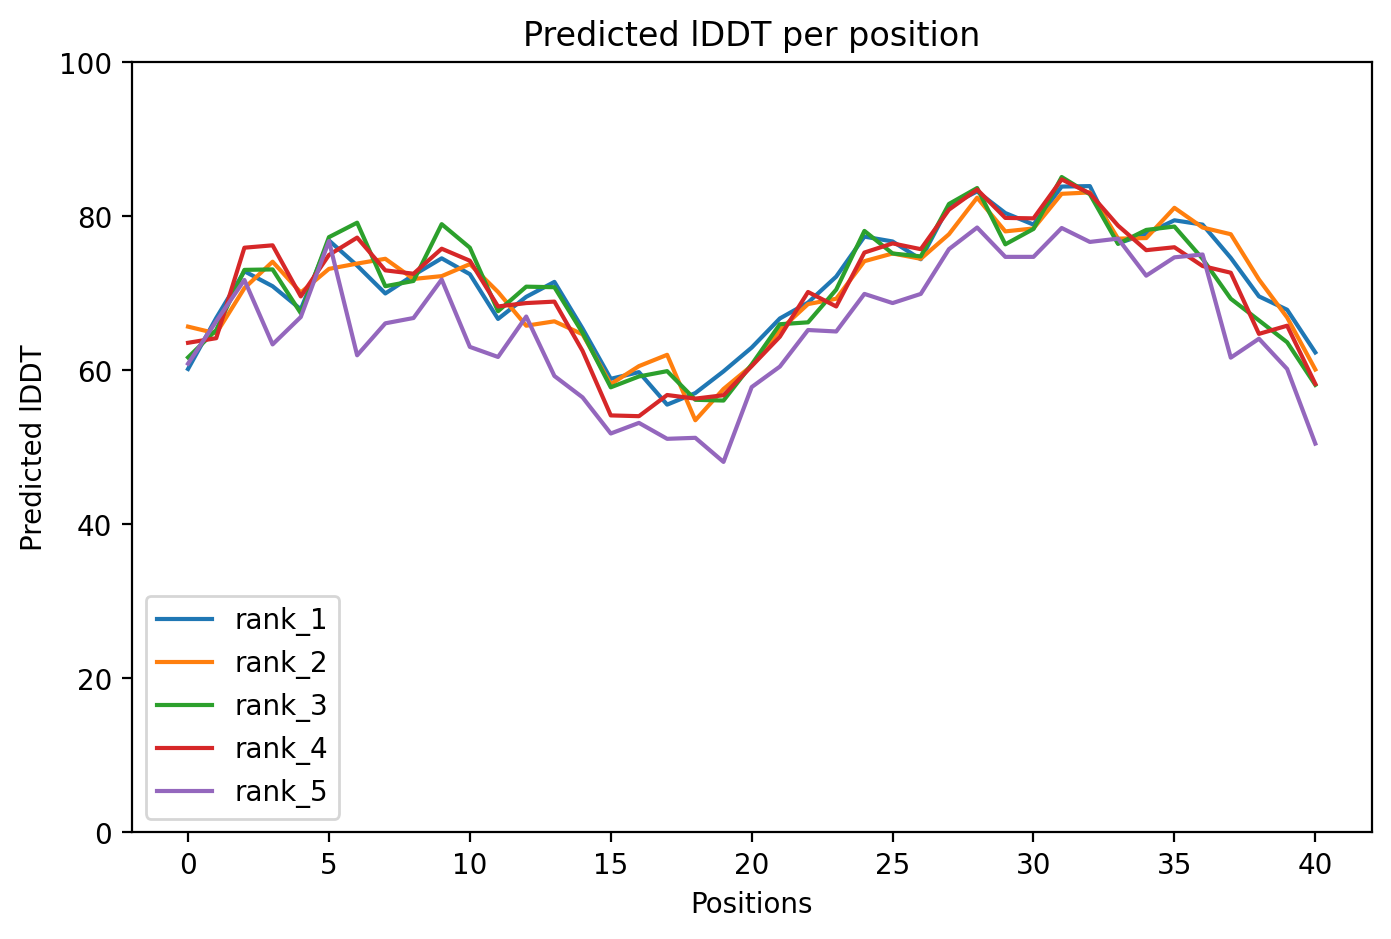 Predicted lDDT per position
100
80
60
40
20
0
Predicted lDDT
rank_1
rank_2
rank_3
rank_4
rank_5
0 5 10 15 20 25 30 35 40
Positions